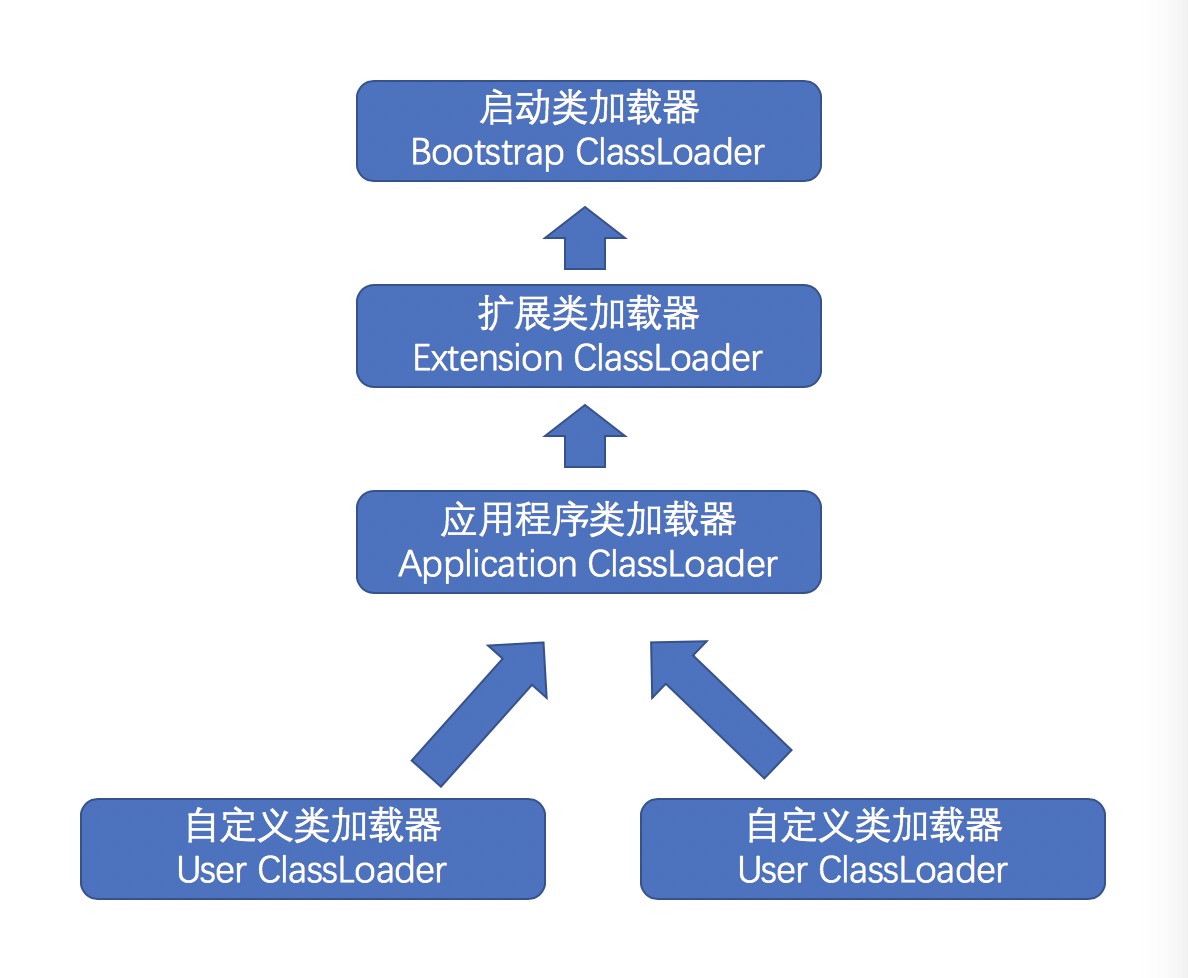 启动类加载器
Bootstrap ClassLoader
扩展类加载器
Extension ClassLoader
应用程序类加载器
Application ClassLoader
自定义类加载器
User ClassLoader
自定义类加载器
User ClassLoader